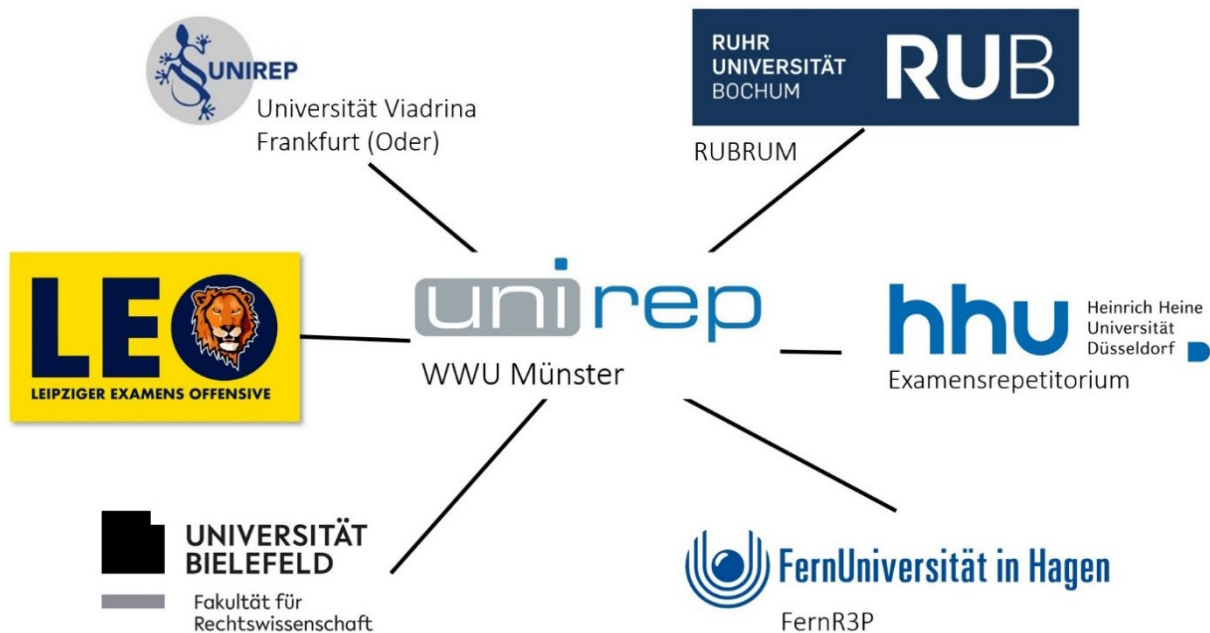 UNIREP
Universität Viadrina
Frankfurt (Oder)
RUHR
UNIVERSITÄT
BOCHUM
RUB
RUBRUM
LEO
LEIPZIGER EXAMENS OFFENSIVE
unirep
WWU Münster
hhu
Heinrich Heine
Universität
Düsseldorf
Examensrepetitorium
UNIVERSITÄT
BIELEFELD
Fakultät für
Rechtswissenschaft
FernUniversität in Hagen
FernR3P